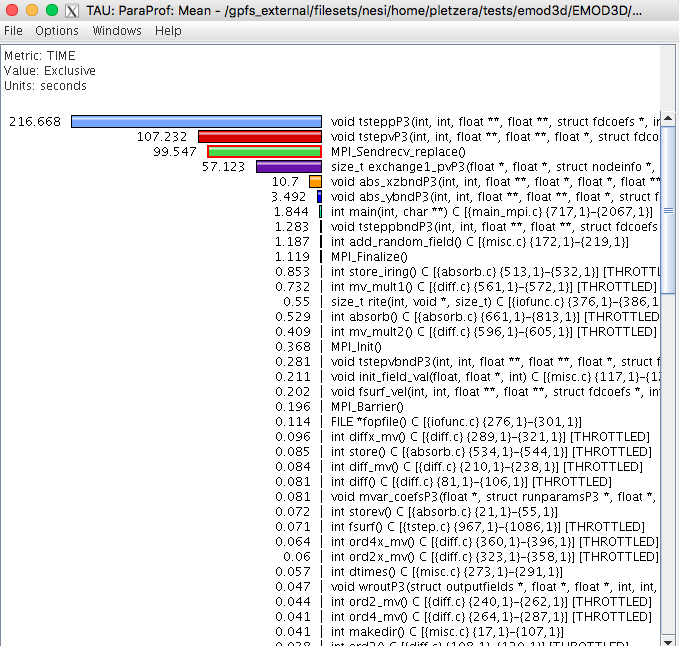 TAU: ParaProf: Mean - /gpfs_external/filesets/nesi/home/pletzera/tests/emod3d/EMOD3D/...
File Options Windows Help
Metric: TIME
Value: Exclusive
Units: seconds
216.668 void tsteppP3(int, int, float **, float **, struct fdcoefs *, in
107.232 void tstepvP3(int, int, float **, float **, float *, struct fdco
99.547 MPI_Sendrecv_replace()
57.123 size_t exchange1_pvP3(float *, float *, struct nodeinfo *,
10.7 void abs_xzbndP3(int, int, float **, float *, float *, float **
3.492 void abs_ybndP3(int, int, float **, float **, float *, struct f
1.844 int main(int, char **) C [{main_mpi.c} {717,1}-{2067,1}]
1.283 void tsteppbndP3(int, int, float **, float **, struct fdcoefs
1.187 int add_random_field() C [{misc.c} {172,1}-{219,1}]
1.119 MPI_Finalize()
0.853 int store_iring() C [{absorb.c} {513,1}-{532,1}] [THROTTL
0.732 int mv_mult1() C [{diff.c} {561,1}-{572,1}] [THROTTLED]
0.55 size_t rite(int, void *, size_t) C [{iofunc.c} {376,1}-{386,1
0.529 int absorb() C [{absorb.c} {661,1}-{813,1}] [THROTTLED]
0.409 int mv_mult2() C [{diff.c} {596,1}-{605,1}] [THROTTLED]
0.368 MPI_Init()
0.281 void tstepvbndP3(int, int, float **, float **, float *, struct f
0.211 void init_field_val(float, float *, int) C [{misc.c} {117,1}-{1
0.202 void fsurf_vel(int, int, float **, float **, struct fdcoefs *, int
0.196 MPI_Barrier()
0.114 FILE *fopfile() C [{iofunc.c} {276,1}-{301,1}]
0.096 int diffx_mv() C [{diff.c} {289,1}-{321,1}] [THROTTLED]
0.085 int store() C [{absorb.c} {534,1}-{544,1}] [THROTTLED]
0.084 int diff_mv() C [{diff.c} {210,1}-{238,1}] [THROTTLED]
0.081 int diff() C [{diff.c} {81,1}-{106,1}] [THROTTLED]
0.081 void mvar_coefsP3(float *, struct runparamsP3 *, float *,
0.072 int storev() C [{absorb.c} {21,1}-{55,1}]
0.071 int fsurf() C [{tstep.c} {967,1}-{1086,1}] [THROTTLED]
0.064 int ord4x_mv() C [{diff.c} {360,1}-{396,1}] [THROTTLED]
0.06 int ord2x_mv() C [{diff.c} {323,1}-{358,1}] [THROTTLED]
0.057 int dtimes() C [{misc.c} {273,1}-{291,1}]
0.047 void wroutP3(struct outputfields *, float *, float *, int, int,
0.044 int ord2_mv() C [{diff.c} {240,1}-{262,1}] [THROTTLED]
0.041 int ord4_mv() C [{diff.c} {264,1}-{287,1}] [THROTTLED]
0.041 int makedir() C [{misc.c} {17,1}-{107,1}]